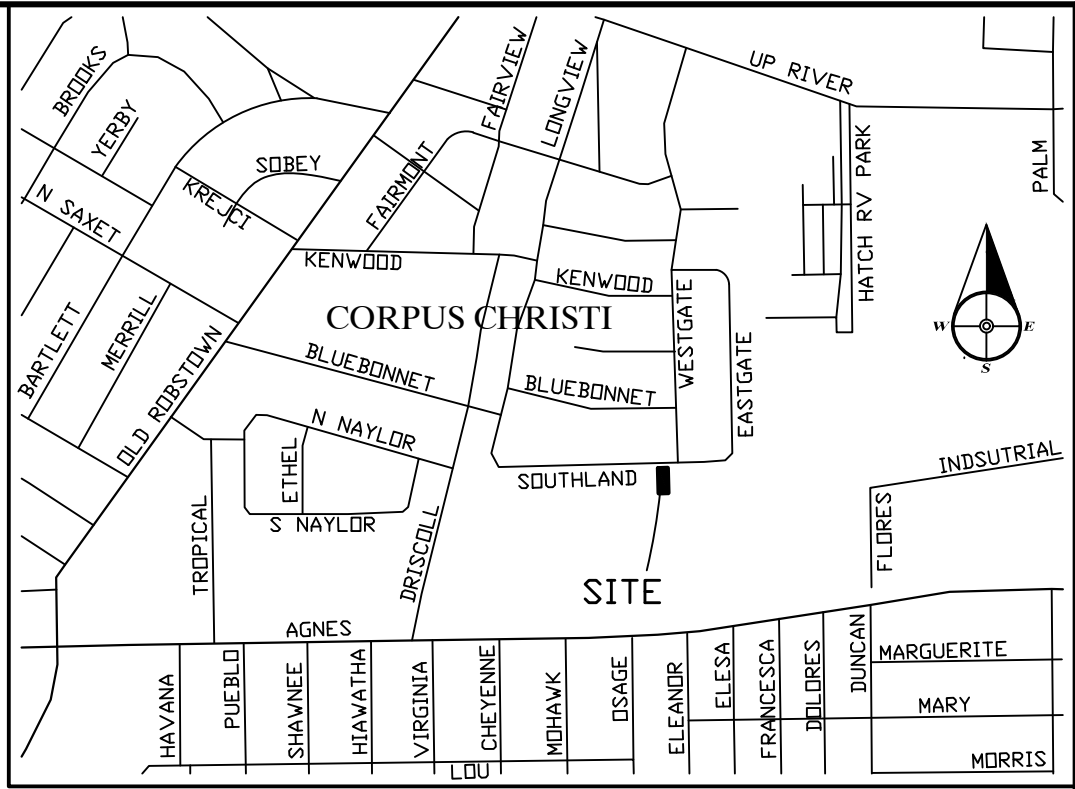 UP RIVER
BROOKS
YERBY
FAIRVIEW
LONGVIEW
HATCH RV PARK
PALM
SOBEY
KREJCI
FAIRMONT
N SAXET
KENWOOD
KENWOOD
WESTGATE
EASTGATE
CORPUS CHRISTI
W
E
S
BARTLETT
MERRILL
OLD ROBSTOWN
BLUEBONNET
BLUEBONNET
N NAYLOR
ETHEL
S NAYLOR
SOUTHLAND
INDSUTRIAL
FLORES
TROPICAL
DRISCOLL
SITE
AGNES
HAVANA
PUEBLO
SHAWNEE
HIAWATHA
VIRGINIA
CHEYENNE
MOHAWK
OSAGE
ELEANOR
ELESA
FRANCESCA
DOLORES
DUNCAN
MARGUERITE
MARY
MORRIS
LOU